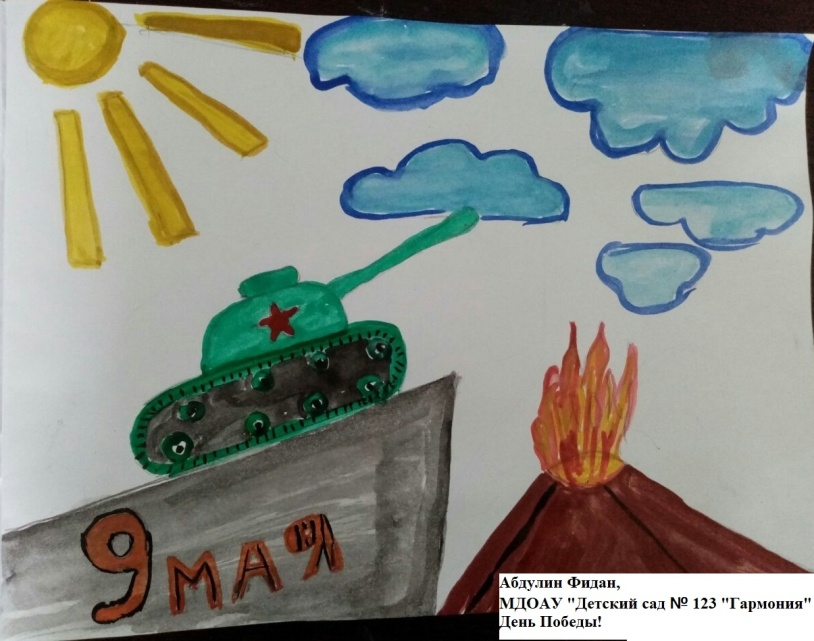 9 МАЯ
Абдулин Фидан,
МДОАУ "Детский сад № 123 "Гармония"
День Победы!